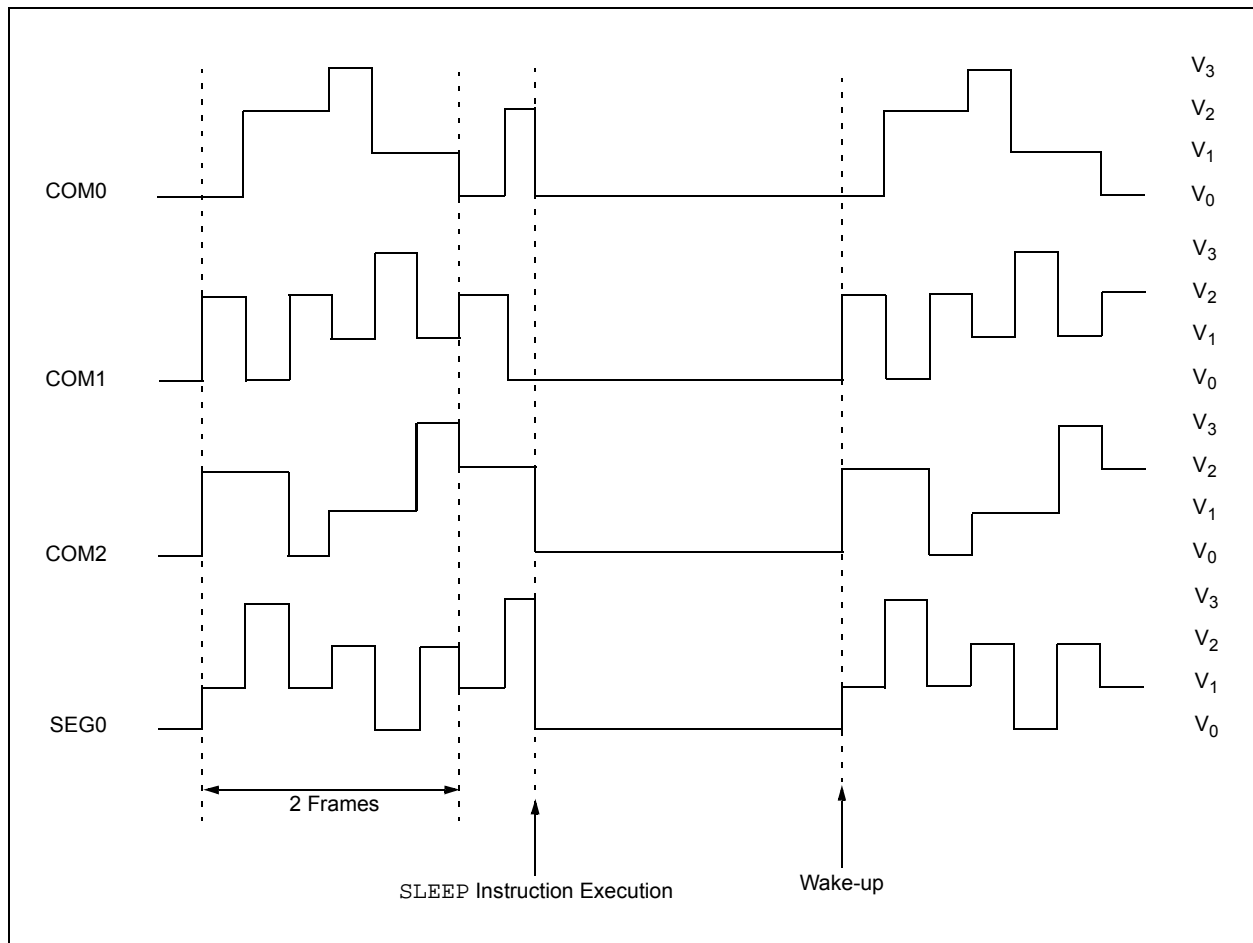 V3
V2
V1
COM0 V0
V3
V2
V1
COM1 V0
V3
V2
V1
COM2 V0
V3
V2
V1
SEG0 V0
2 Frames
SLEEP Instruction Execution
Wake-up